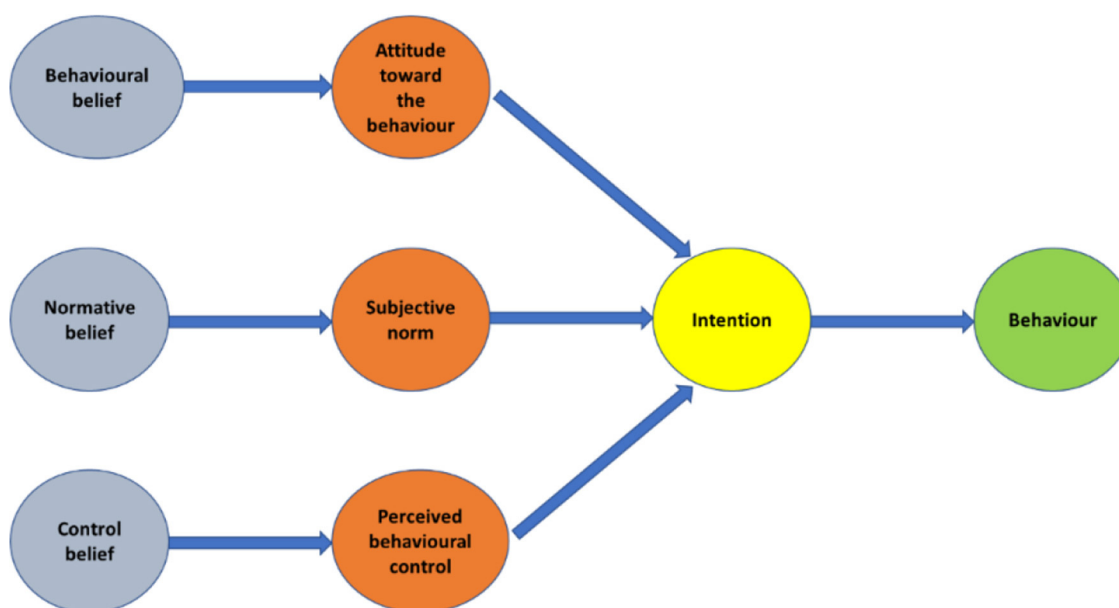 Behavioural
belief
Attitude
toward
the
behaviour
Normative
belief
Subjective
norm
Intention
Behaviour
Control
belief
Perceived
behavioural
control